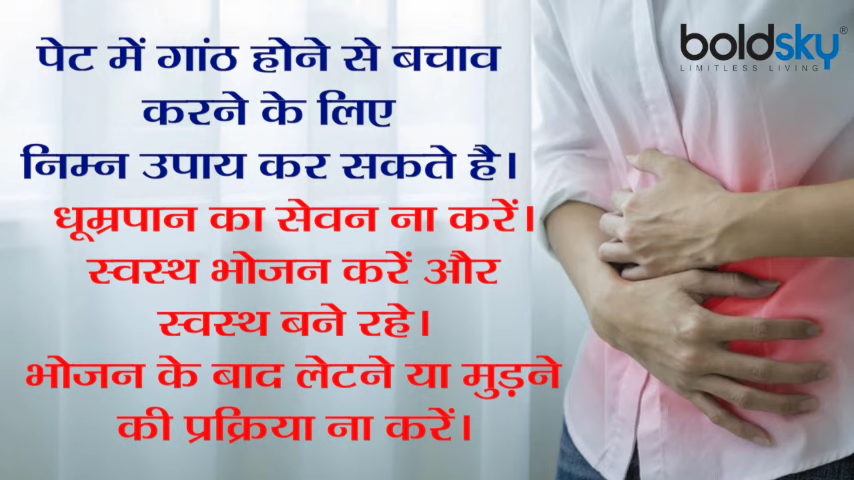 boldsky®
LIMITLESS LIVING
पेट में गांठ होने से बचाव
करने के लिए
निम्न उपाय कर सकते है।
धूम्रपान का सेवन ना करें।
स्वस्थ भोजन करें और
स्वस्थ बने रहे।
भोजन के बाद लेटने या मुड़ने
की प्रक्रिया ना करें।